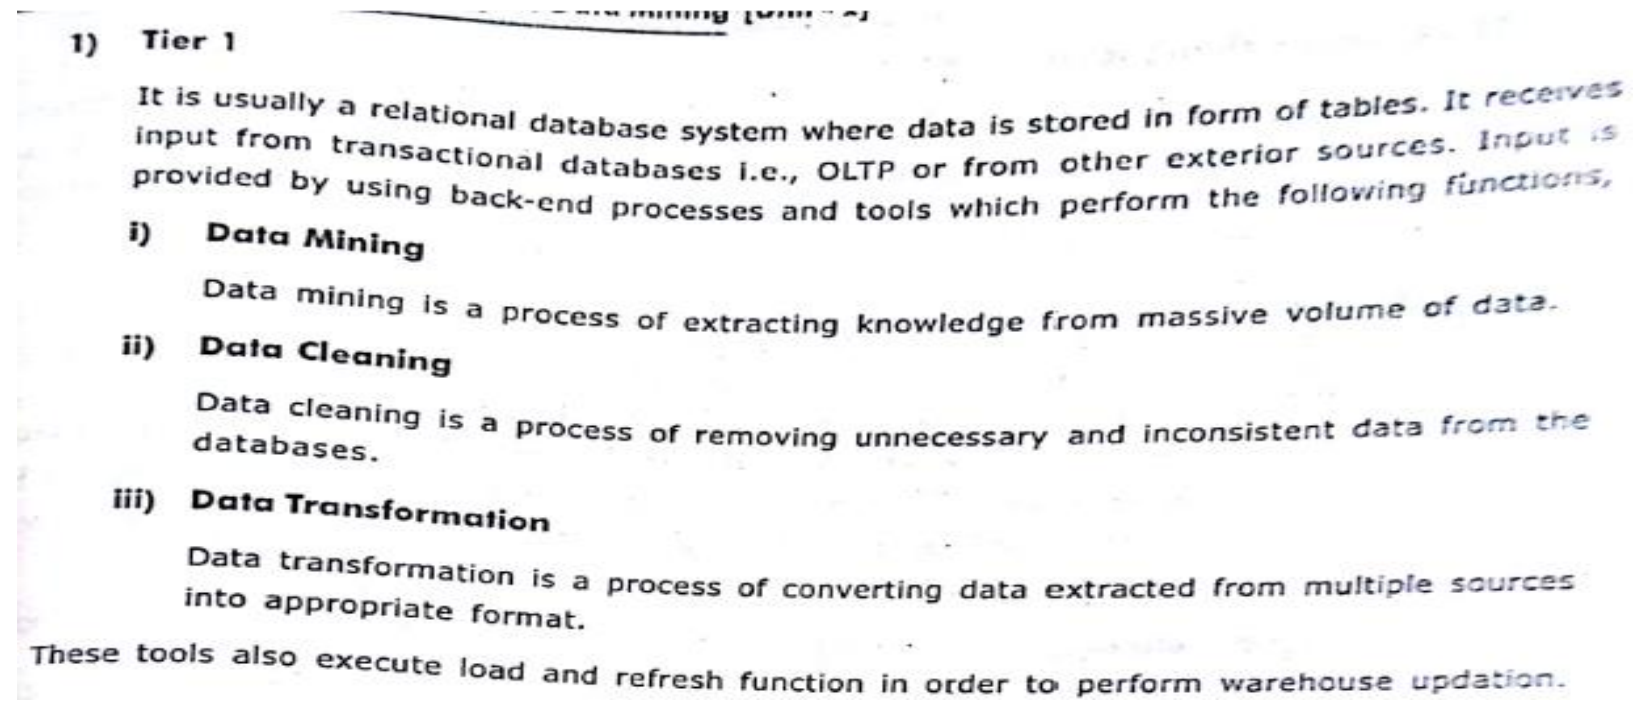 mining [Unit - 
1) Tier 1
It is usually a relational database system where data is stored in form of tables. It receives
input from transactional databases i.e., OLTP or from other exterior sources. Input is
provided by using back-end processes and tools which perform the following functions,
i) Data Mining
Data mining is a process of extracting knowledge from massive volume of data.
ii) Data Cleaning
Data cleaning is a process of removing unnecessary and inconsistent data from the
databases.
iii) Data Transformation
Data transformation is a process of converting data extracted from multiple sources
into appropriate format.
These tools also execute load and refresh function in order to perform warehouse updation.